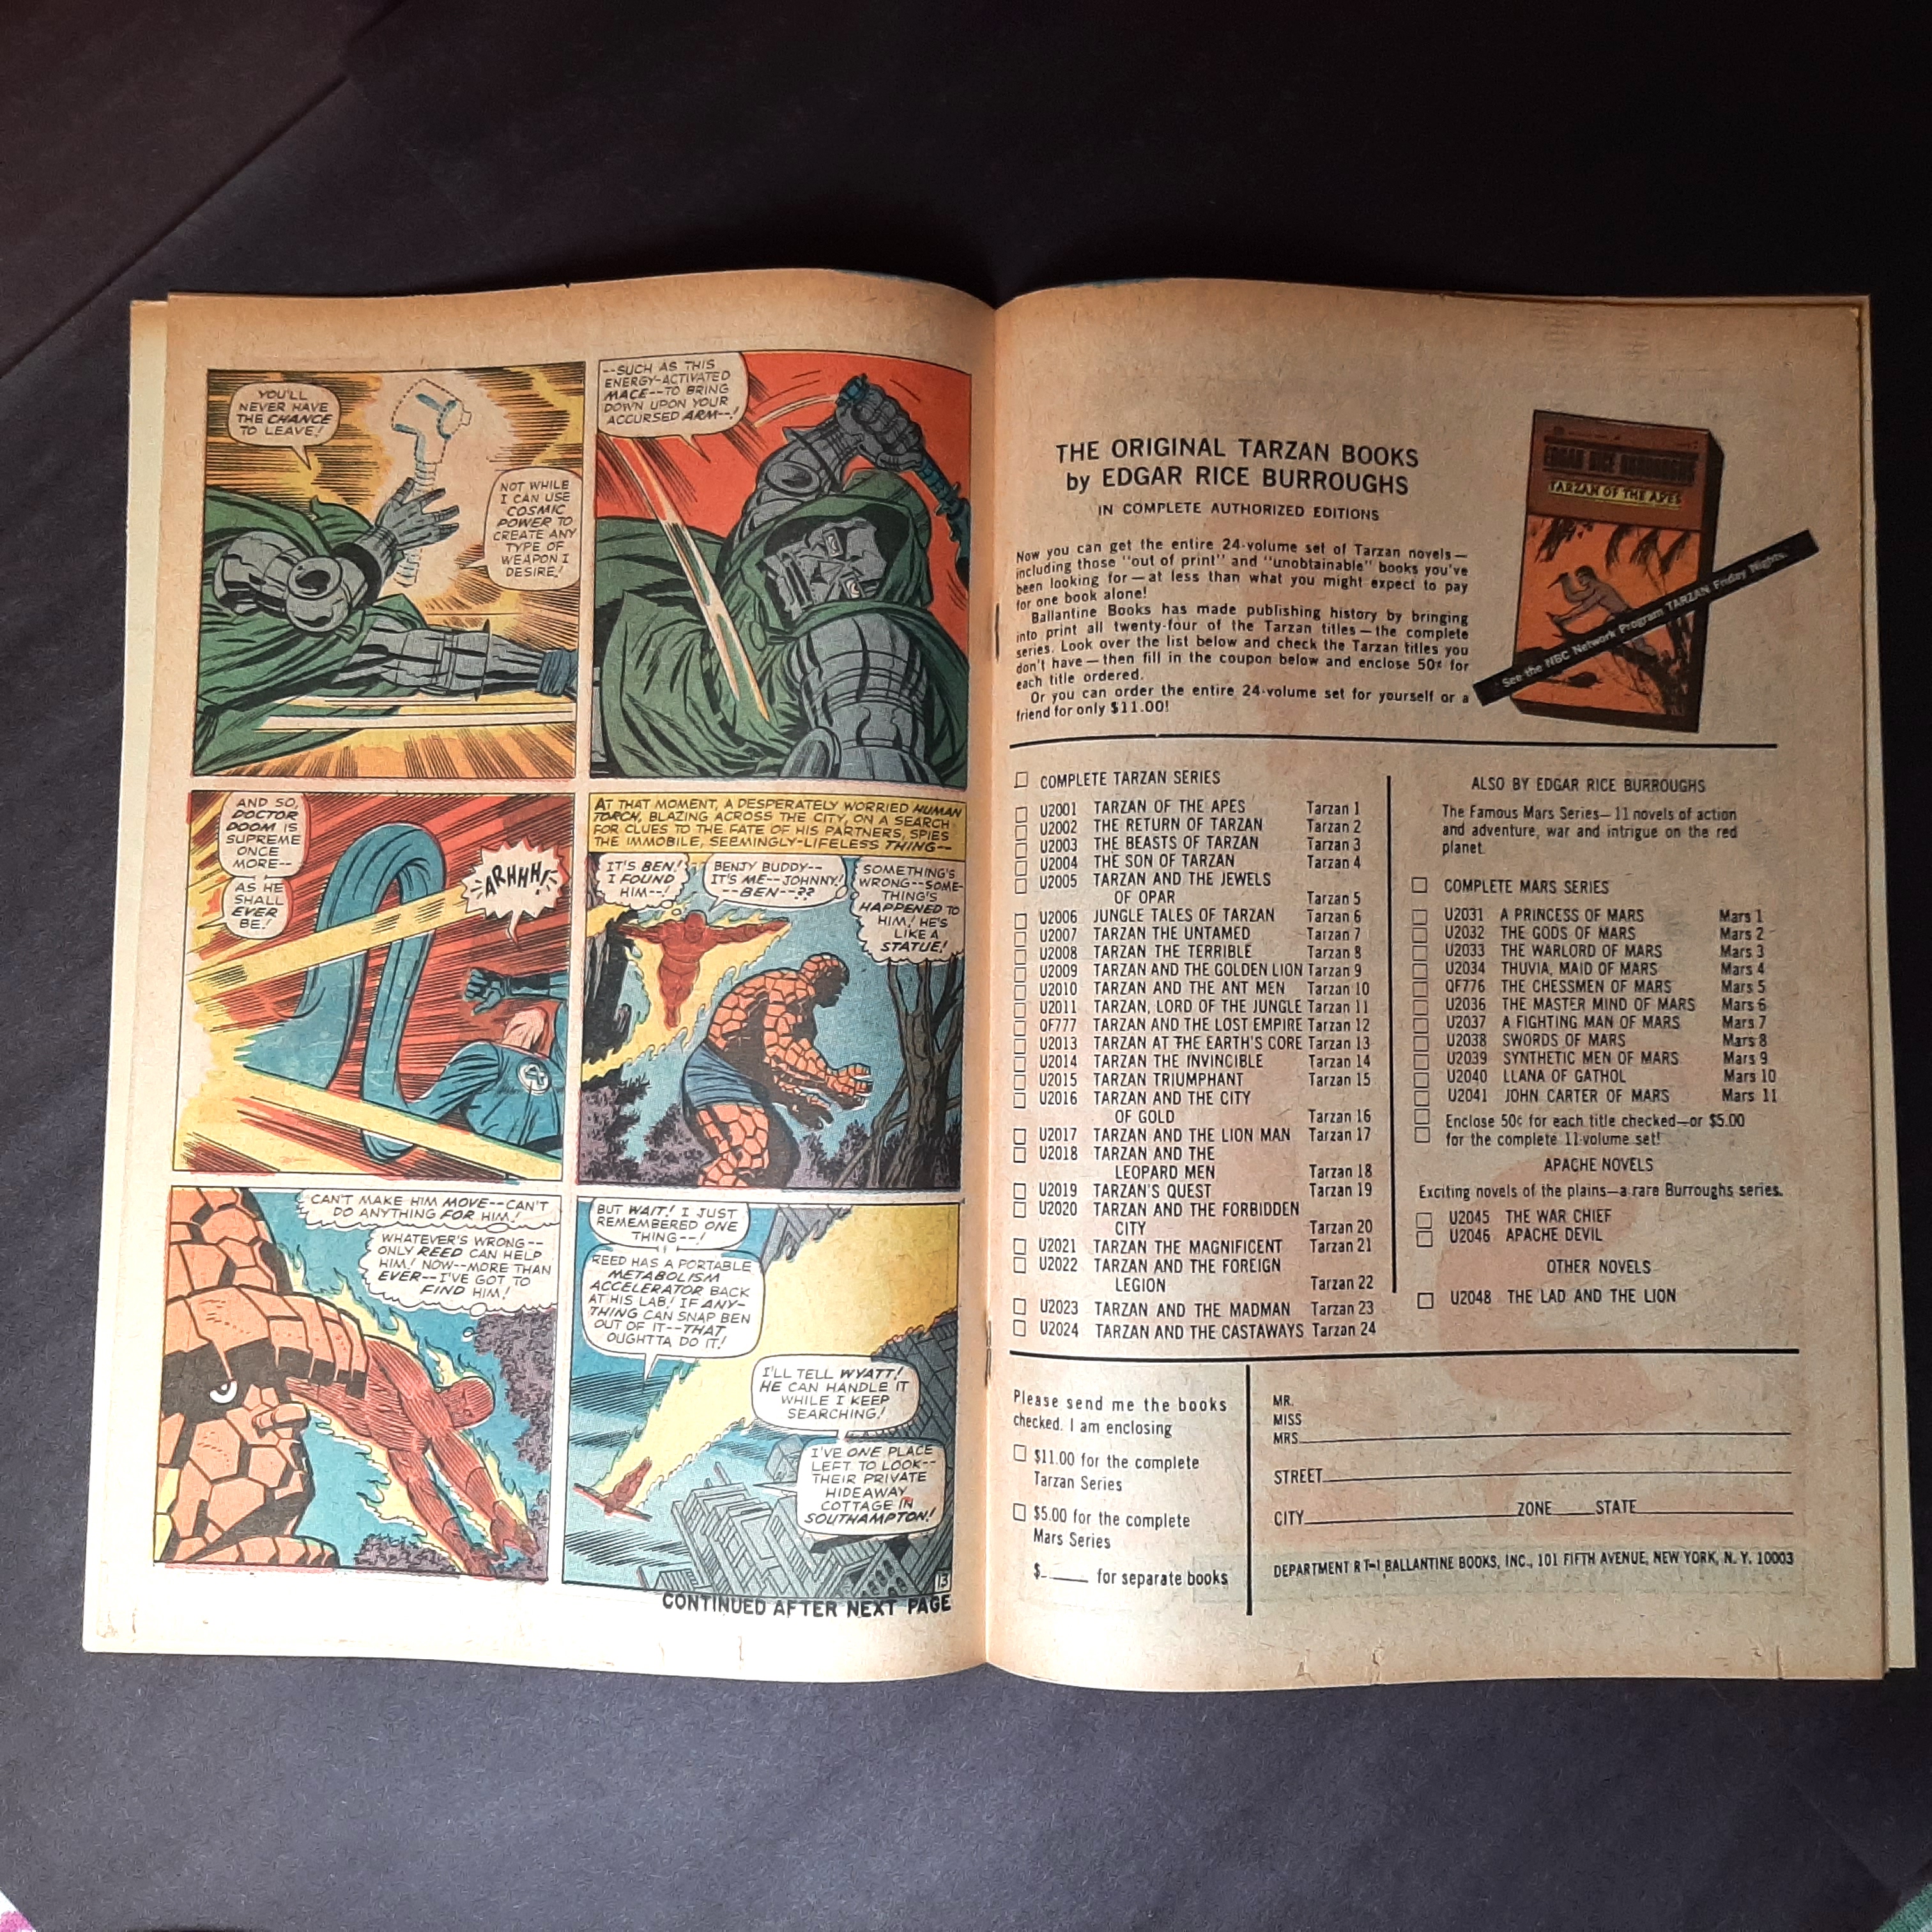 YOU'LL
NEVER HAVE
THE CHANCE
TO LEAVE!
NOT WHILE
I CAN USE
COSMIC
POWER TO
CREATE ANY
TYPE OF
WEAPON I
DESIRE!
--SUCH AS THIS
ENERGY-ACTIVATED
MACE--TO BRING
DOWN UPON YOUR
ACCURSED ARM--!
AND SO,
DOCTOR
DOOM IS
SUPREME
ONCE
MORE--
AS HE
SHALL
EVER
BE!
ARHHH!
AT THAT MOMENT, A DESPERATELY WORRIED HUMAN
TORCH, BLAZING ACROSS THE CITY, ON A SEARCH
FOR CLUES TO THE FATE OF HIS PARTNERS, SPIES
THE IMMOBILE, SEEMINGLY-LIFELESS THING--
IT'S BEN!
I FOUND
HIM--!
BENJY BUDDY--
IT'S ME--JOHNNY!
--BEN--??
SOMETHING'S
WRONG--SOME-
THING'S
HAPPENED TO
HIM! HE'S
LIKE A
STATUE!
CAN'T MAKE HIM MOVE--CAN'T
DO ANYTHING FOR HIM!
WHATEVER'S WRONG--
ONLY REED CAN HELP
HIM! NOW--MORE THAN
EVER--I'VE GOT TO
FIND HIM!
BUT WAIT! I JUST
REMEMBERED ONE
THING--!
REED HAS A PORTABLE
METABOLISM
ACCELERATOR BACK
AT HIS LAB! IF ANY-
THING CAN SNAP BEN
OUT OF IT--THAT
OUGHTTA DO IT!
I'LL TELL WYATT!
HE CAN HANDLE IT
WHILE I KEEP
SEARCHING!
I'VE ONE PLACE
LEFT TO LOOK--
THEIR PRIVATE
HIDEAWAY
COTTAGE IN
SOUTHAMPTON!
13
CONTINUED AFTER NEXT PAGE
THE ORIGINAL TARZAN BOOKS
by EDGAR RICE BURROUGHS
IN COMPLETE AUTHORIZED EDITIONS
Now you can get the entire 24-volume set of Tarzan novels—
including those "out of print" and "unobtainable" books you've
been looking for—at less than what you might expect to pay
for one book alone!
Ballantine Books has made publishing history by bringing
into print all twenty-four of the Tarzan titles—the complete
series. Look over the list below and check the Tarzan titles you
don't have—then fill in the coupon below and enclose 50¢ for
each title ordered.
Or you can order the entire 24-volume set for yourself or a
friend for only $11.00!
EDGAR RICE BURROUGHS
TARZAN OF THE APES
See the NBC Network Program TARZAN Friday Nights.
COMPLETE TARZAN SERIES
U2001 TARZAN OF THE APES Tarzan 1
U2002 THE RETURN OF TARZAN Tarzan 2
U2003 THE BEASTS OF TARZAN Tarzan 3
U2004 THE SON OF TARZAN Tarzan 4
U2005 TARZAN AND THE JEWELS
OF OPAR Tarzan 5
U2006 JUNGLE TALES OF TARZAN Tarzan 6
U2007 TARZAN THE UNTAMED Tarzan 7
U2008 TARZAN THE TERRIBLE Tarzan 8
U2009 TARZAN AND THE GOLDEN LION Tarzan 9
U2010 TARZAN AND THE ANT MEN Tarzan 10
U2011 TARZAN, LORD OF THE JUNGLE Tarzan 11
QF777 TARZAN AND THE LOST EMPIRE Tarzan 12
U2013 TARZAN AT THE EARTH'S CORE Tarzan 13
U2014 TARZAN THE INVINCIBLE Tarzan 14
U2015 TARZAN TRIUMPHANT Tarzan 15
U2016 TARZAN AND THE CITY
OF GOLD Tarzan 16
U2017 TARZAN AND THE LION MAN Tarzan 17
U2018 TARZAN AND THE
LEOPARD MEN Tarzan 18
U2019 TARZAN'S QUEST Tarzan 19
U2020 TARZAN AND THE FORBIDDEN
CITY Tarzan 20
U2021 TARZAN THE MAGNIFICENT Tarzan 21
U2022 TARZAN AND THE FOREIGN
LEGION Tarzan 22
U2023 TARZAN AND THE MADMAN Tarzan 23
U2024 TARZAN AND THE CASTAWAYS Tarzan 24
ALSO BY EDGAR RICE BURROUGHS
The Famous Mars Series—11 novels of action
and adventure, war and intrigue on the red
planet.
COMPLETE MARS SERIES
U2031 A PRINCESS OF MARS Mars 1
U2032 THE GODS OF MARS Mars 2
U2033 THE WARLORD OF MARS Mars 3
U2034 THUVIA, MAID OF MARS Mars 4
QF776 THE CHESSMEN OF MARS Mars 5
U2036 THE MASTER MIND OF MARS Mars 6
U2037 A FIGHTING MAN OF MARS Mars 7
U2038 SWORDS OF MARS Mars 8
U2039 SYNTHETIC MEN OF MARS Mars 9
U2040 LLANA OF GATHOL Mars 10
U2041 JOHN CARTER OF MARS Mars 11
Enclose 50¢ for each title checked—or $5.00
for the complete 11-volume set!
APACHE NOVELS
Exciting novels of the plains—a rare Burroughs series.
U2045 THE WAR CHIEF
U2046 APACHE DEVIL
OTHER NOVELS
U2048 THE LAD AND THE LION
Please send me the books
checked. I am enclosing
$11.00 for the complete
Tarzan Series
$5.00 for the complete
Mars Series
$____ for separate books
MR.
MISS
MRS.
STREET
CITY ZONE STATE
DEPARTMENT R T-1 BALLANTINE BOOKS, INC., 101 FIFTH AVENUE, NEW YORK, N. Y. 10003